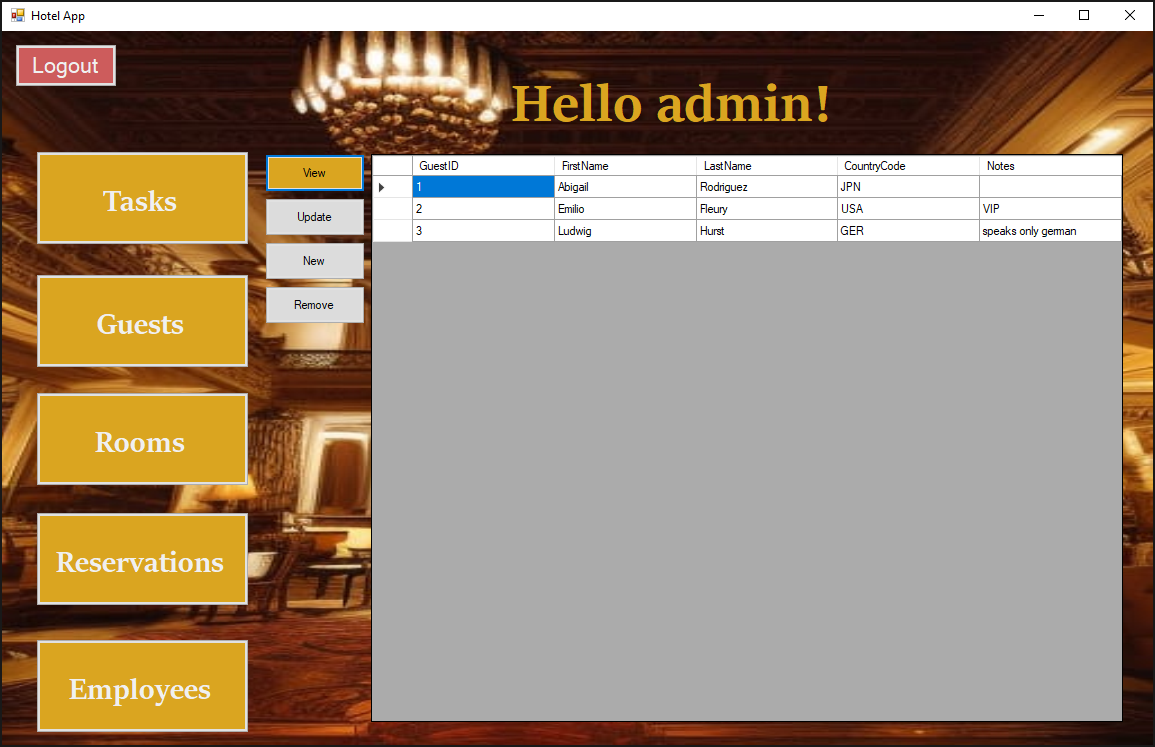 Hotel App
Logout
Hello admin!
Tasks
Guests
Rooms
Reservations
Employees
View
Update
New
Remove
GuestID FirstName LastName CountryCode Notes
1 Abigail Rodriguez JPN
2 Emilio Fleury USA VIP
3 Ludwig Hurst GER speaks only german